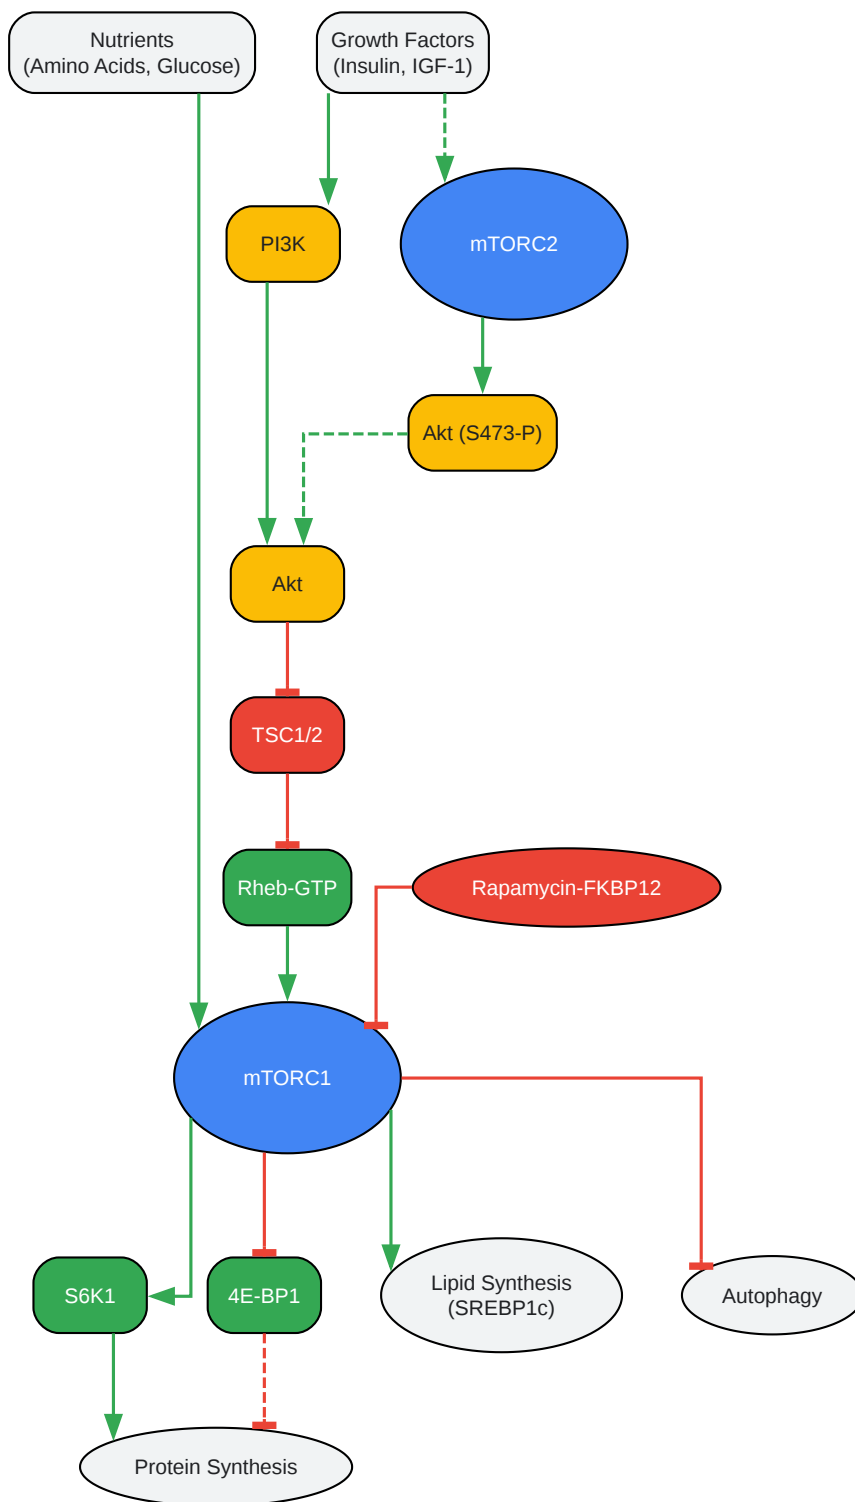 Nutrients
(Amino Acids, Glucose)
Growth Factors
(Insulin, IGF-1)
PI3K
mTORC2
Akt (S473-P)
Akt
TSC1/2
Rheb-GTP
Rapamycin-FKBP12
mTORC1
S6K1
4E-BP1
Lipid Synthesis
(SREBP1c)
Autophagy
Protein Synthesis